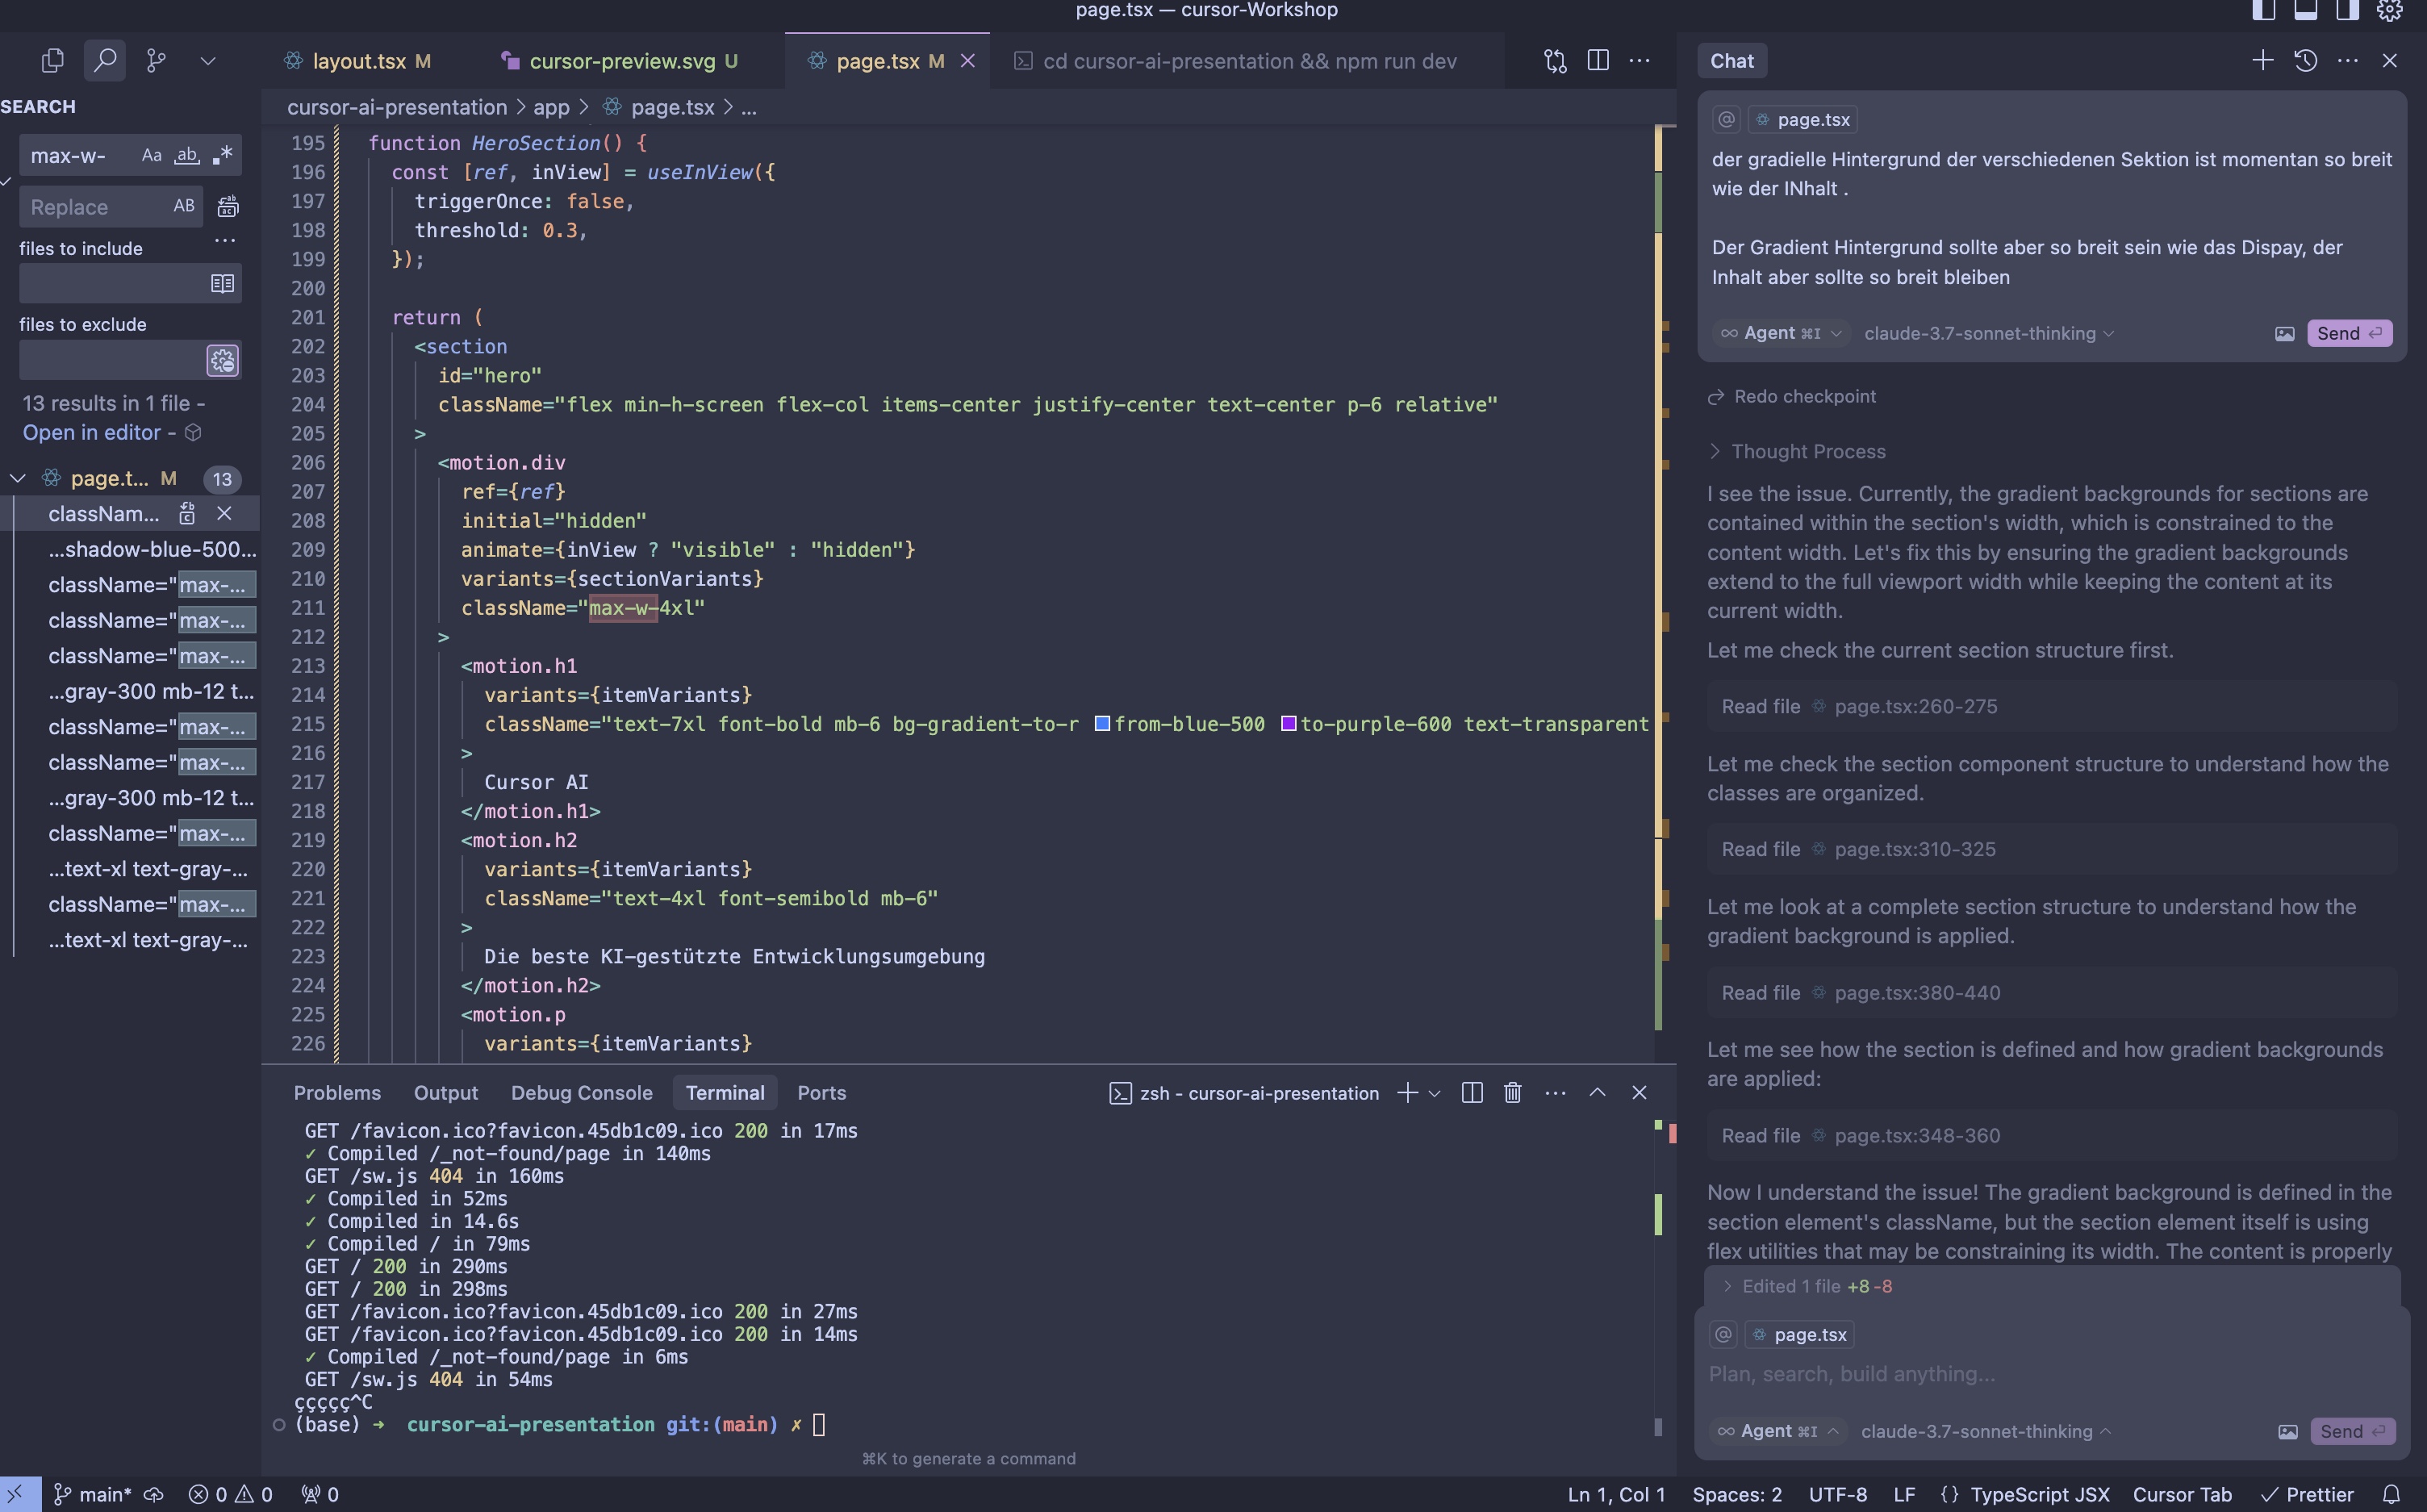 page.tsx — cursor-Workshop
layout.tsx M
cursor-preview.svg U
page.tsx M
cd cursor-ai-presentation && npm run dev
SEARCH
max-w-
Aa ab .*
Replace
AB
files to include
files to exclude
13 results in 1 file -
Open in editor -
page.t... M 13
classNam...
...shadow-blue-500...
className="max-...
className="max-...
className="max-...
...gray-300 mb-12 t...
className="max-...
className="max-...
...gray-300 mb-12 t...
className="max-...
...text-xl text-gray-...
className="max-...
...text-xl text-gray-...
cursor-ai-presentation > app > page.tsx > ...
195 function HeroSection() {
196 const [ref, inView] = useInView({
197 triggerOnce: false,
198 threshold: 0.3,
199 });
200
201 return (
202 <section
203 id="hero"
204 className="flex min-h-screen flex-col items-center justify-center text-center p-6 relative"
205 >
206 <motion.div
207 ref={ref}
208 initial="hidden"
209 animate={inView ? "visible" : "hidden"}
210 variants={sectionVariants}
211 className="max-w-4xl"
212 >
213 <motion.h1
214 variants={itemVariants}
215 className="text-7xl font-bold mb-6 bg-gradient-to-r from-blue-500 to-purple-600 text-transparent
216 >
217 Cursor AI
218 </motion.h1>
219 <motion.h2
220 variants={itemVariants}
221 className="text-4xl font-semibold mb-6"
222 >
223 Die beste KI-gestützte Entwicklungsumgebung
224 </motion.h2>
225 <motion.p
226 variants={itemVariants}
Problems Output Debug Console Terminal Ports
zsh - cursor-ai-presentation
GET /favicon.ico?favicon.45db1c09.ico 200 in 17ms
✓ Compiled /_not-found/page in 140ms
GET /sw.js 404 in 160ms
✓ Compiled in 52ms
✓ Compiled in 14.6s
✓ Compiled / in 79ms
GET / 200 in 290ms
GET / 200 in 298ms
GET /favicon.ico?favicon.45db1c09.ico 200 in 27ms
GET /favicon.ico?favicon.45db1c09.ico 200 in 14ms
✓ Compiled /_not-found/page in 6ms
GET /sw.js 404 in 54ms
ççççç^C
(base) ➜ cursor-ai-presentation git:(main) ✗
⌘K to generate a command
Chat
@ page.tsx
der gradielle Hintergrund der verschiedenen Sektion ist momentan so breit
wie der INhalt .
Der Gradient Hintergrund sollte aber so breit sein wie das Dispay, der
Inhalt aber sollte so breit bleiben
∞ Agent ⌘I claude-3.7-sonnet-thinking
Send
Redo checkpoint
Thought Process
I see the issue. Currently, the gradient backgrounds for sections are
contained within the section's width, which is constrained to the
content width. Let's fix this by ensuring the gradient backgrounds
extend to the full viewport width while keeping the content at its
current width.
Let me check the current section structure first.
Read file page.tsx:260-275
Let me check the section component structure to understand how the
classes are organized.
Read file page.tsx:310-325
Let me look at a complete section structure to understand how the
gradient background is applied.
Read file page.tsx:380-440
Let me see how the section is defined and how gradient backgrounds
are applied:
Read file page.tsx:348-360
Now I understand the issue! The gradient background is defined in the
section element's className, but the section element itself is using
flex utilities that may be constraining its width. The content is properly
Edited 1 file +8 -8
@ page.tsx
Plan, search, build anything...
∞ Agent ⌘I claude-3.7-sonnet-thinking
Send
main* 0 0 0
Ln 1, Col 1 Spaces: 2 UTF-8 LF {} TypeScript JSX Cursor Tab ✓ Prettier